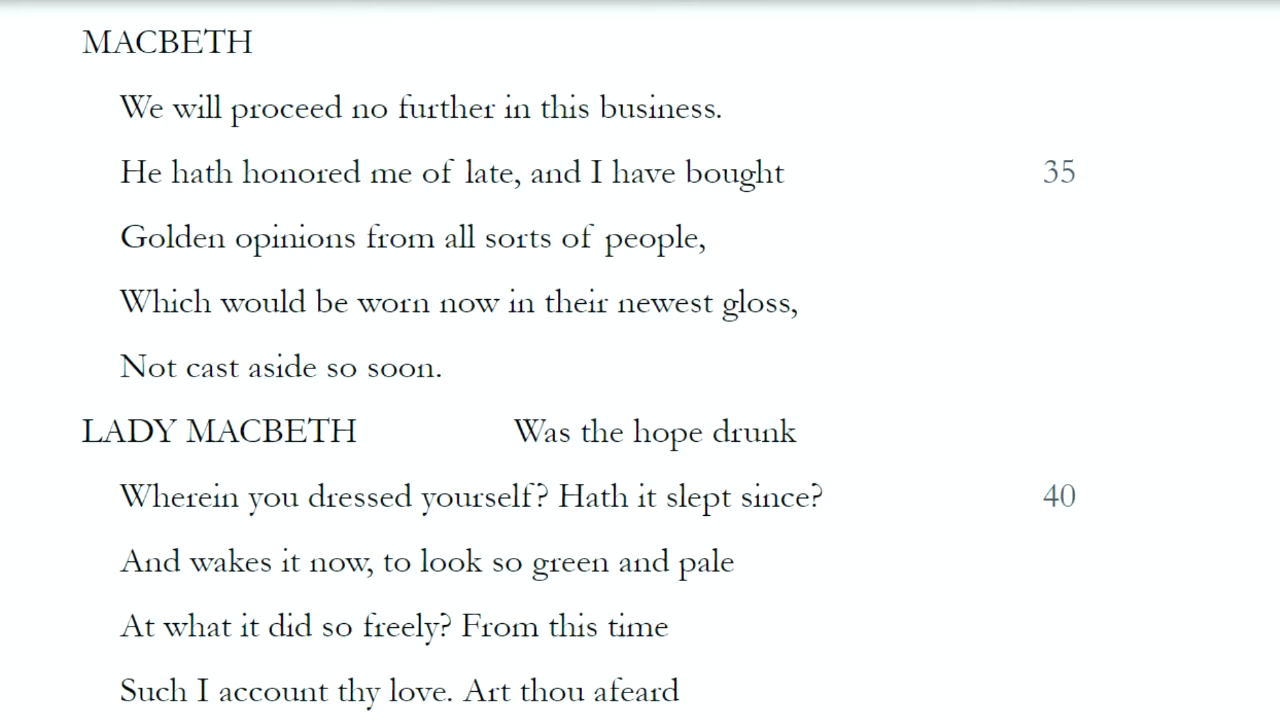 MACBETH
We will proceed no further in this business.
He hath honored me of late, and I have bought 35
Golden opinions from all sorts of people,
Which would be worn now in their newest gloss,
Not cast aside so soon.
LADY MACBETH Was the hope drunk
Wherein you dressed yourself? Hath it slept since? 40
And wakes it now, to look so green and pale
At what it did so freely? From this time
Such I account thy love. Art thou afeard